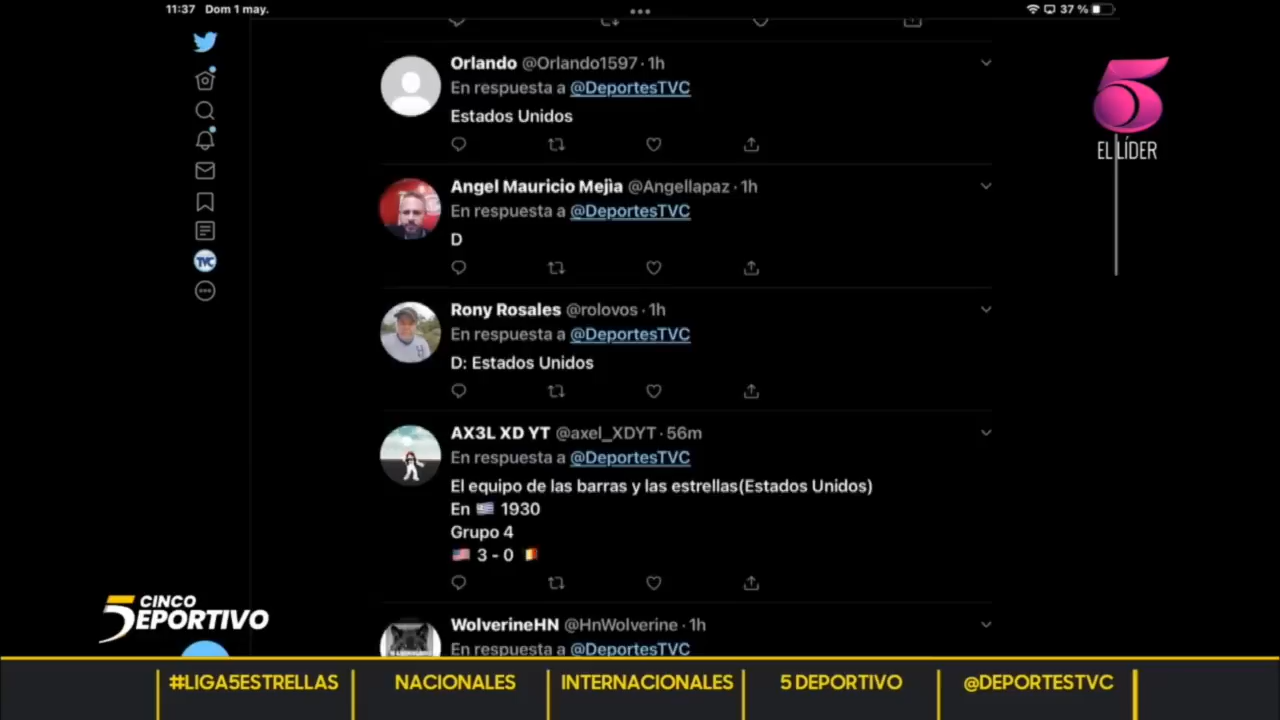 11:37 Dom 1 may.
37 %
Orlando @Orlando1597 · 1h
En respuesta a @DeportesTVC
Estados Unidos
5
EL LÍDER
Angel Mauricio Mejìa @Angellapaz · 1h
En respuesta a @DeportesTVC
D
TVC
Rony Rosales @rolovos · 1h
En respuesta a @DeportesTVC
D: Estados Unidos
AX3L XD YT @axel_XDYT · 56m
En respuesta a @DeportesTVC
El equipo de las barras y las estrellas(Estados Unidos)
En 🇺🇾 1930
Grupo 4
🇺🇸 3 - 0 🇧🇪
WolverineHN @HnWolverine · 1h
En respuesta a @DeportesTVC
CINCO
5EPORTIVO
#LIGA5ESTRELLAS
NACIONALES
INTERNACIONALES
5 DEPORTIVO
@DEPORTESTVC